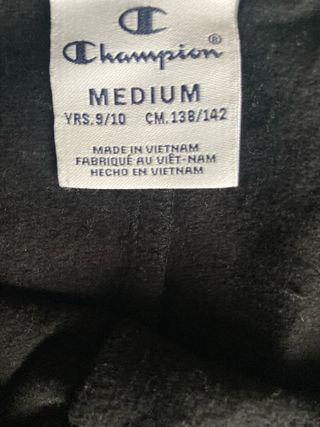 Champion®
MEDIUM
YRS.9/10 CM.138/142
MADE IN VIETNAM
FABRIQUÉ AU VIÊT-NAM
HECHO EN VIETNAM